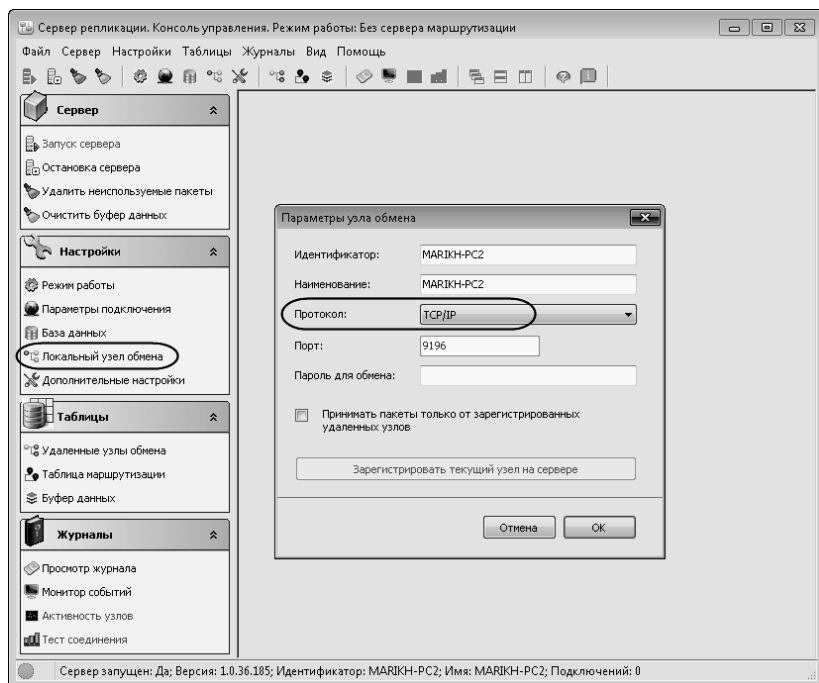 Сервер репликации. Консоль управления. Режим работы: Без сервера маршрутизации
Файл Сервер Настройки Таблицы Журналы Вид Помощь
Сервер
Запуск сервера
Остановка сервера
Удалить неиспользуемые пакеты
Очистить буфер данных
Настройки
Режим работы
Параметры подключения
База данных
Локальный узел обмена
Дополнительные настройки
Таблицы
Удаленные узлы обмена
Таблица маршрутизации
Буфер данных
Журналы
Просмотр журнала
Монитор событий
Активность узлов
Тест соединения
Параметры узла обмена
Идентификатор: MARIKH-PC2
Наименование: MARIKH-PC2
Протокол: TCP/IP
Порт: 9196
Пароль для обмена:
Принимать пакеты только от зарегистрированных
удаленных узлов
Зарегистрировать текущий узел на сервере
Отмена OK
Сервер запущен: Да; Версия: 1.0.36.185; Идентификатор: MARIKH-PC2; Имя: MARIKH-PC2; Подключений: 0